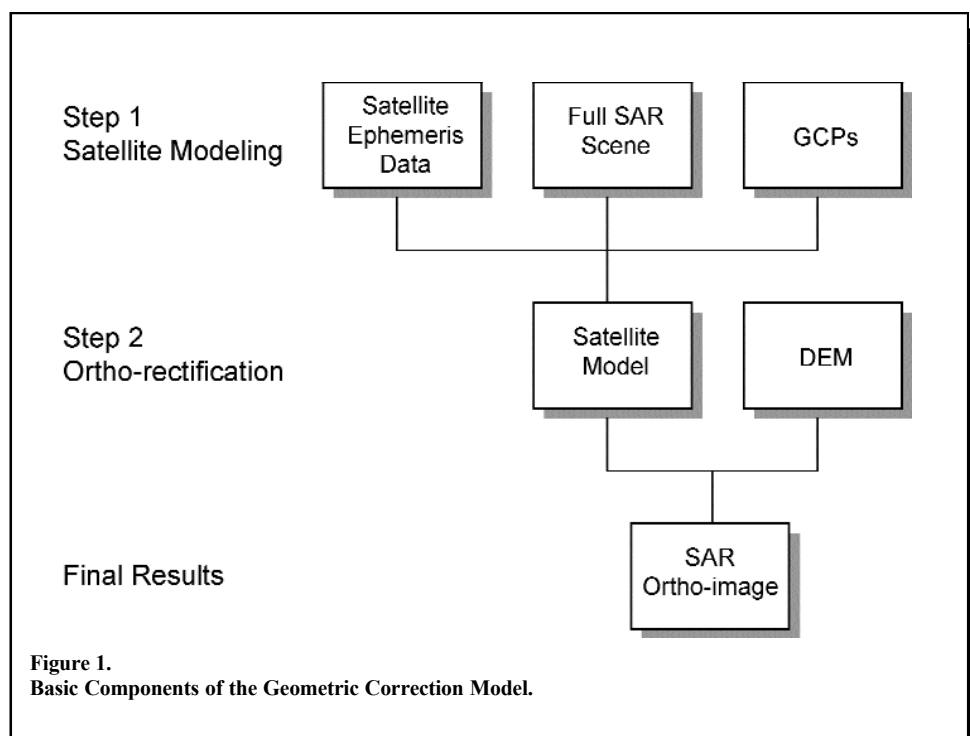 Step 1
Satellite Modeling
Satellite
Ephemeris
Data
Full SAR
Scene
GCPs
Step 2
Ortho-rectification
Satellite
Model
DEM
Final Results
SAR
Ortho-image
Figure 1.
Basic Components of the Geometric Correction Model.